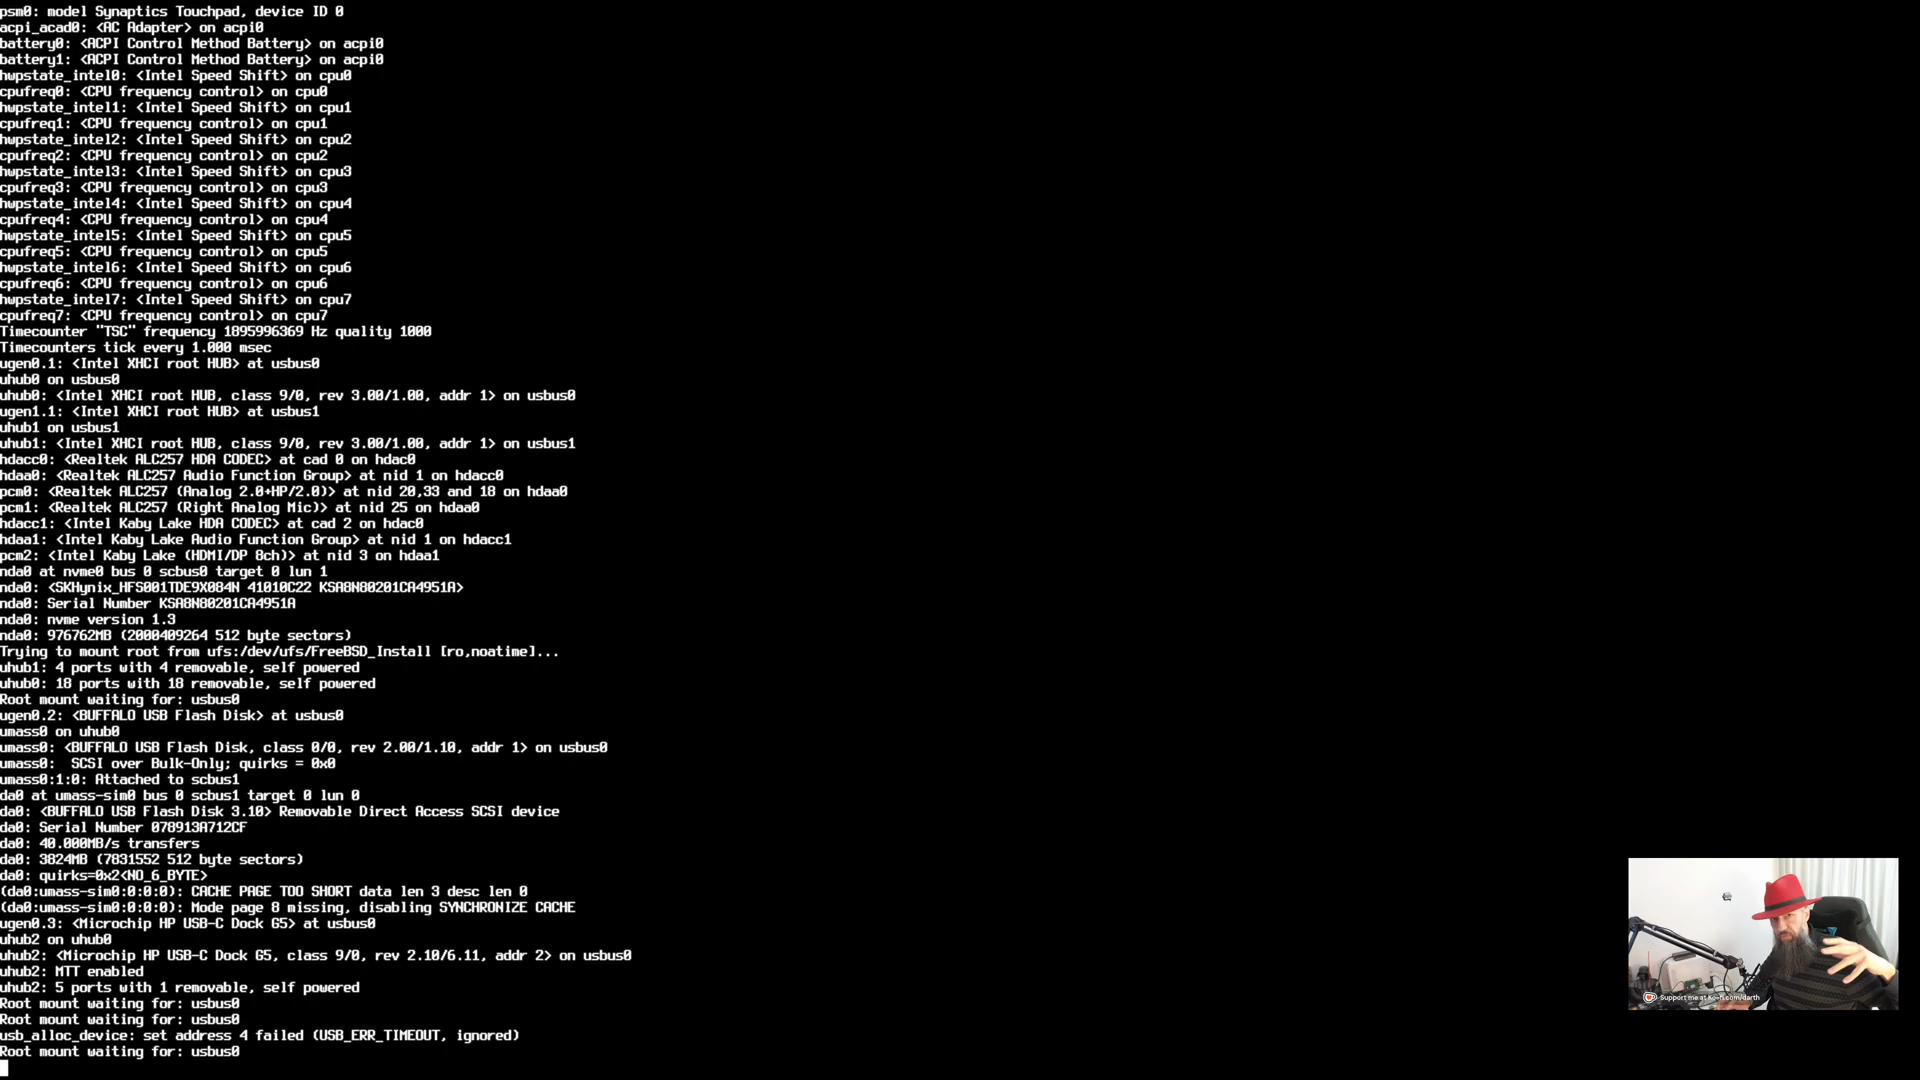 psm0: model Synaptics Touchpad, device ID 0
acpi_acad0: <AC Adapter> on acpi0
battery0: <ACPI Control Method Battery> on acpi0
battery1: <ACPI Control Method Battery> on acpi0
hwpstate_intel0: <Intel Speed Shift> on cpu0
cpufreq0: <CPU frequency control> on cpu0
hwpstate_intel1: <Intel Speed Shift> on cpu1
cpufreq1: <CPU frequency control> on cpu1
hwpstate_intel2: <Intel Speed Shift> on cpu2
cpufreq2: <CPU frequency control> on cpu2
hwpstate_intel3: <Intel Speed Shift> on cpu3
cpufreq3: <CPU frequency control> on cpu3
hwpstate_intel4: <Intel Speed Shift> on cpu4
cpufreq4: <CPU frequency control> on cpu4
hwpstate_intel5: <Intel Speed Shift> on cpu5
cpufreq5: <CPU frequency control> on cpu5
hwpstate_intel6: <Intel Speed Shift> on cpu6
cpufreq6: <CPU frequency control> on cpu6
hwpstate_intel7: <Intel Speed Shift> on cpu7
cpufreq7: <CPU frequency control> on cpu7
Timecounter "TSC" frequency 1895996369 Hz quality 1000
Timecounters tick every 1.000 msec
ugen0.1: <Intel XHCI root HUB> at usbus0
uhub0 on usbus0
uhub0: <Intel XHCI root HUB, class 9/0, rev 3.00/1.00, addr 1> on usbus0
ugen1.1: <Intel XHCI root HUB> at usbus1
uhub1 on usbus1
uhub1: <Intel XHCI root HUB, class 9/0, rev 3.00/1.00, addr 1> on usbus1
hdacc0: <Realtek ALC257 HDA CODEC> at cad 0 on hdac0
hdaa0: <Realtek ALC257 Audio Function Group> at nid 1 on hdacc0
pcm0: <Realtek ALC257 (Analog 2.0+HP/2.0)> at nid 20,33 and 18 on hdaa0
pcm1: <Realtek ALC257 (Right Analog Mic)> at nid 25 on hdaa0
hdacc1: <Intel Kaby Lake HDA CODEC> at cad 2 on hdac0
hdaa1: <Intel Kaby Lake Audio Function Group> at nid 1 on hdacc1
pcm2: <Intel Kaby Lake (HDMI/DP 8ch)> at nid 3 on hdaa1
nda0 at nvme0 bus 0 scbus0 target 0 lun 1
nda0: <SKHynix_HFS001TDE9X084N 41010C22 KSA8N80201CA4951A>
nda0: Serial Number KSA8N80201CA4951A
nda0: nvme version 1.3
nda0: 976762MB (2000409264 512 byte sectors)
Trying to mount root from ufs:/dev/ufs/FreeBSD_Install [ro,noatime]...
uhub1: 4 ports with 4 removable, self powered
uhub0: 18 ports with 18 removable, self powered
Root mount waiting for: usbus0
ugen0.2: <BUFFALO USB Flash Disk> at usbus0
umass0 on uhub0
umass0: <BUFFALO USB Flash Disk, class 0/0, rev 2.00/1.10, addr 1> on usbus0
umass0:  SCSI over Bulk-Only; quirks = 0x0
umass0:1:0: Attached to scbus1
da0 at umass-sim0 bus 0 scbus1 target 0 lun 0
da0: <BUFFALO USB Flash Disk 3.10> Removable Direct Access SCSI device
da0: Serial Number 078913A712CF
da0: 40.000MB/s transfers
da0: 3824MB (7831552 512 byte sectors)
da0: quirks=0x2<NO_6_BYTE>
(da0:umass-sim0:0:0:0): CACHE PAGE TOO SHORT data len 3 desc len 0
(da0:umass-sim0:0:0:0): Mode page 8 missing, disabling SYNCHRONIZE CACHE
ugen0.3: <Microchip HP USB-C Dock G5> at usbus0
uhub2 on uhub0
uhub2: <Microchip HP USB-C Dock G5, class 9/0, rev 2.10/6.11, addr 2> on usbus0
uhub2: MTT enabled
uhub2: 5 ports with 1 removable, self powered
Root mount waiting for: usbus0
Root mount waiting for: usbus0
usb_alloc_device: set address 4 failed (USB_ERR_TIMEOUT, ignored)
Root mount waiting for: usbus0
Support me at Ko-fi.com/darth